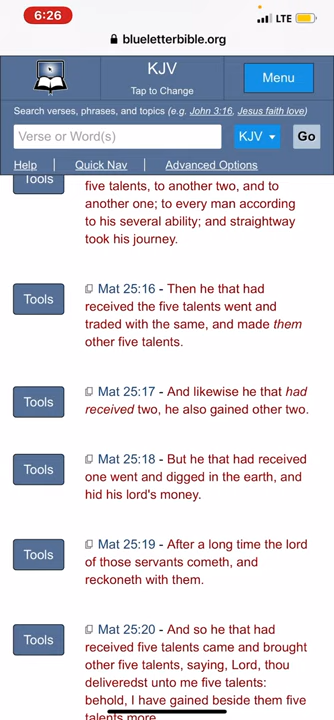 6:26
LTE
blueletterbible.org
KJV
Tap to Change
Menu
Search verses, phrases, and topics (e.g. John 3:16, Jesus faith love)
Verse or Word(s)
KJV
Go
Help | Quick Nav | Advanced Options
Tools
five talents, to another two, and to
another one; to every man according
to his several ability; and straightway
took his journey.
Tools
Mat 25:16 - Then he that had
received the five talents went and
traded with the same, and made them
other five talents.
Tools
Mat 25:17 - And likewise he that had
received two, he also gained other two.
Tools
Mat 25:18 - But he that had received
one went and digged in the earth, and
hid his lord's money.
Tools
Mat 25:19 - After a long time the lord
of those servants cometh, and
reckoneth with them.
Tools
Mat 25:20 - And so he that had
received five talents came and brought
other five talents, saying, Lord, thou
deliveredst unto me five talents:
behold, I have gained beside them five
talents more.